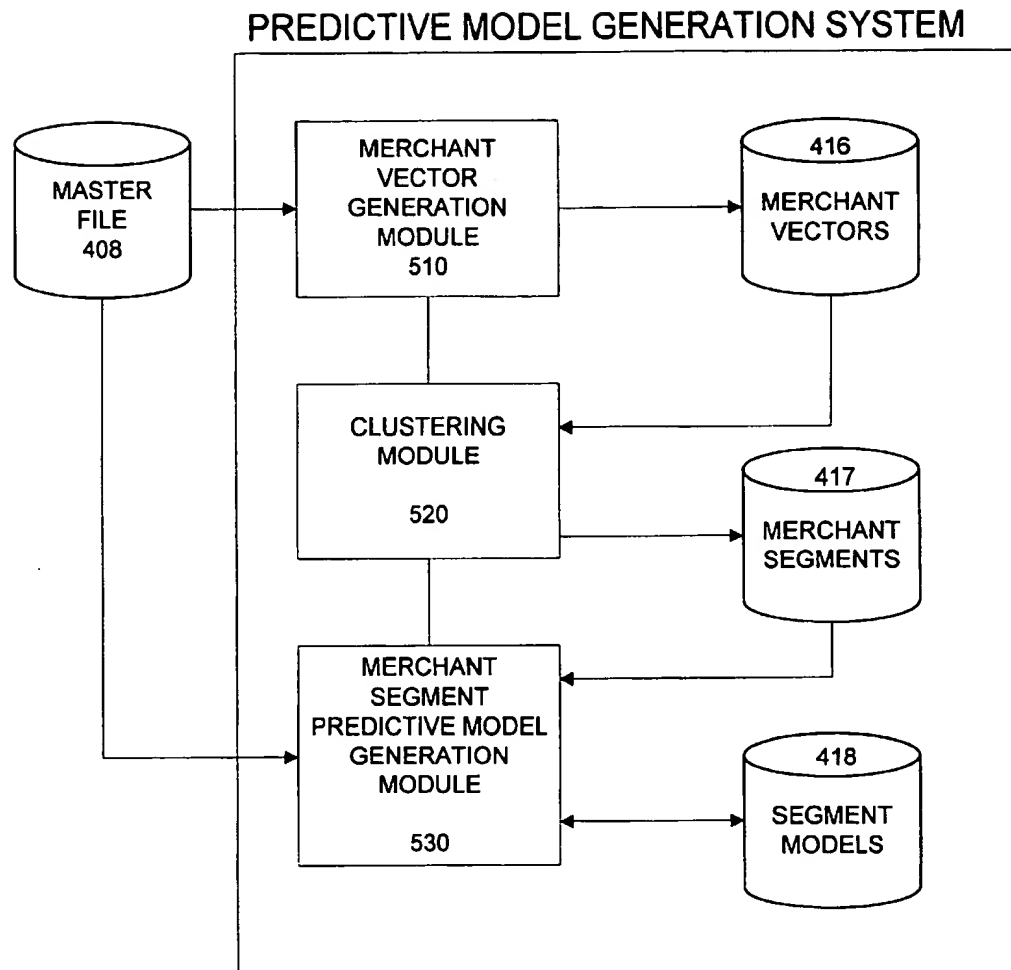 PREDICTIVE MODEL GENERATION SYSTEM
MASTER
FILE
408
MERCHANT
VECTOR
GENERATION
MODULE
510
416
MERCHANT
VECTORS
CLUSTERING
MODULE
520
417
MERCHANT
SEGMENTS
MERCHANT
SEGMENT
PREDICTIVE MODEL
GENERATION
MODULE
530
418
SEGMENT
MODELS